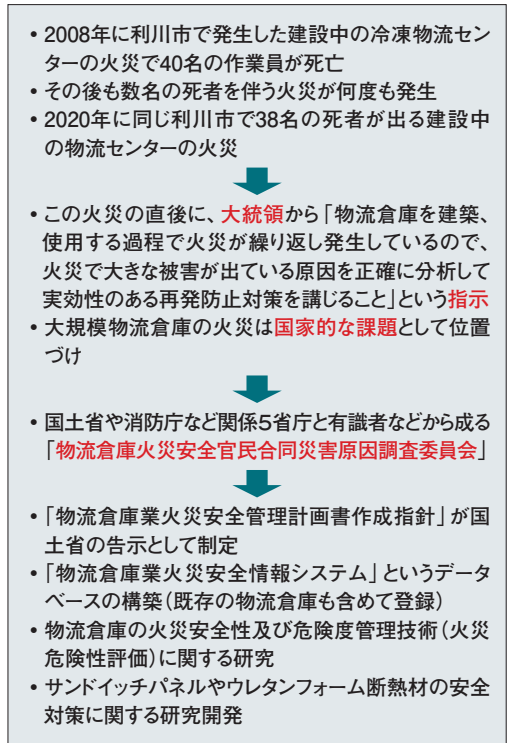 • 2008年に利川市で発生した建設中の冷凍物流セン
ターの火災で40名の作業員が死亡
• その後も数名の死者を伴う火災が何度も発生
• 2020年に同じ利川市で38名の死者が出る建設中
の物流センターの火災
• この火災の直後に、大統領から「物流倉庫を建築、
使用する過程で火災が繰り返し発生しているので、
火災で大きな被害が出ている原因を正確に分析して
実効性のある再発防止対策を講じること」という指示
• 大規模物流倉庫の火災は国家的な課題として位置
づけ
• 国土省や消防庁など関係5省庁と有識者などから成る
「物流倉庫火災安全官民合同災害原因調査委員会」
• 「物流倉庫業火災安全管理計画書作成指針」が国
土省の告示として制定
• 「物流倉庫業火災安全情報システム」というデータ
ベースの構築(既存の物流倉庫も含めて登録)
• 物流倉庫の火災安全性及び危険度管理技術(火災
危険性評価)に関する研究
• サンドイッチパネルやウレタンフォーム断熱材の安全
対策に関する研究開発